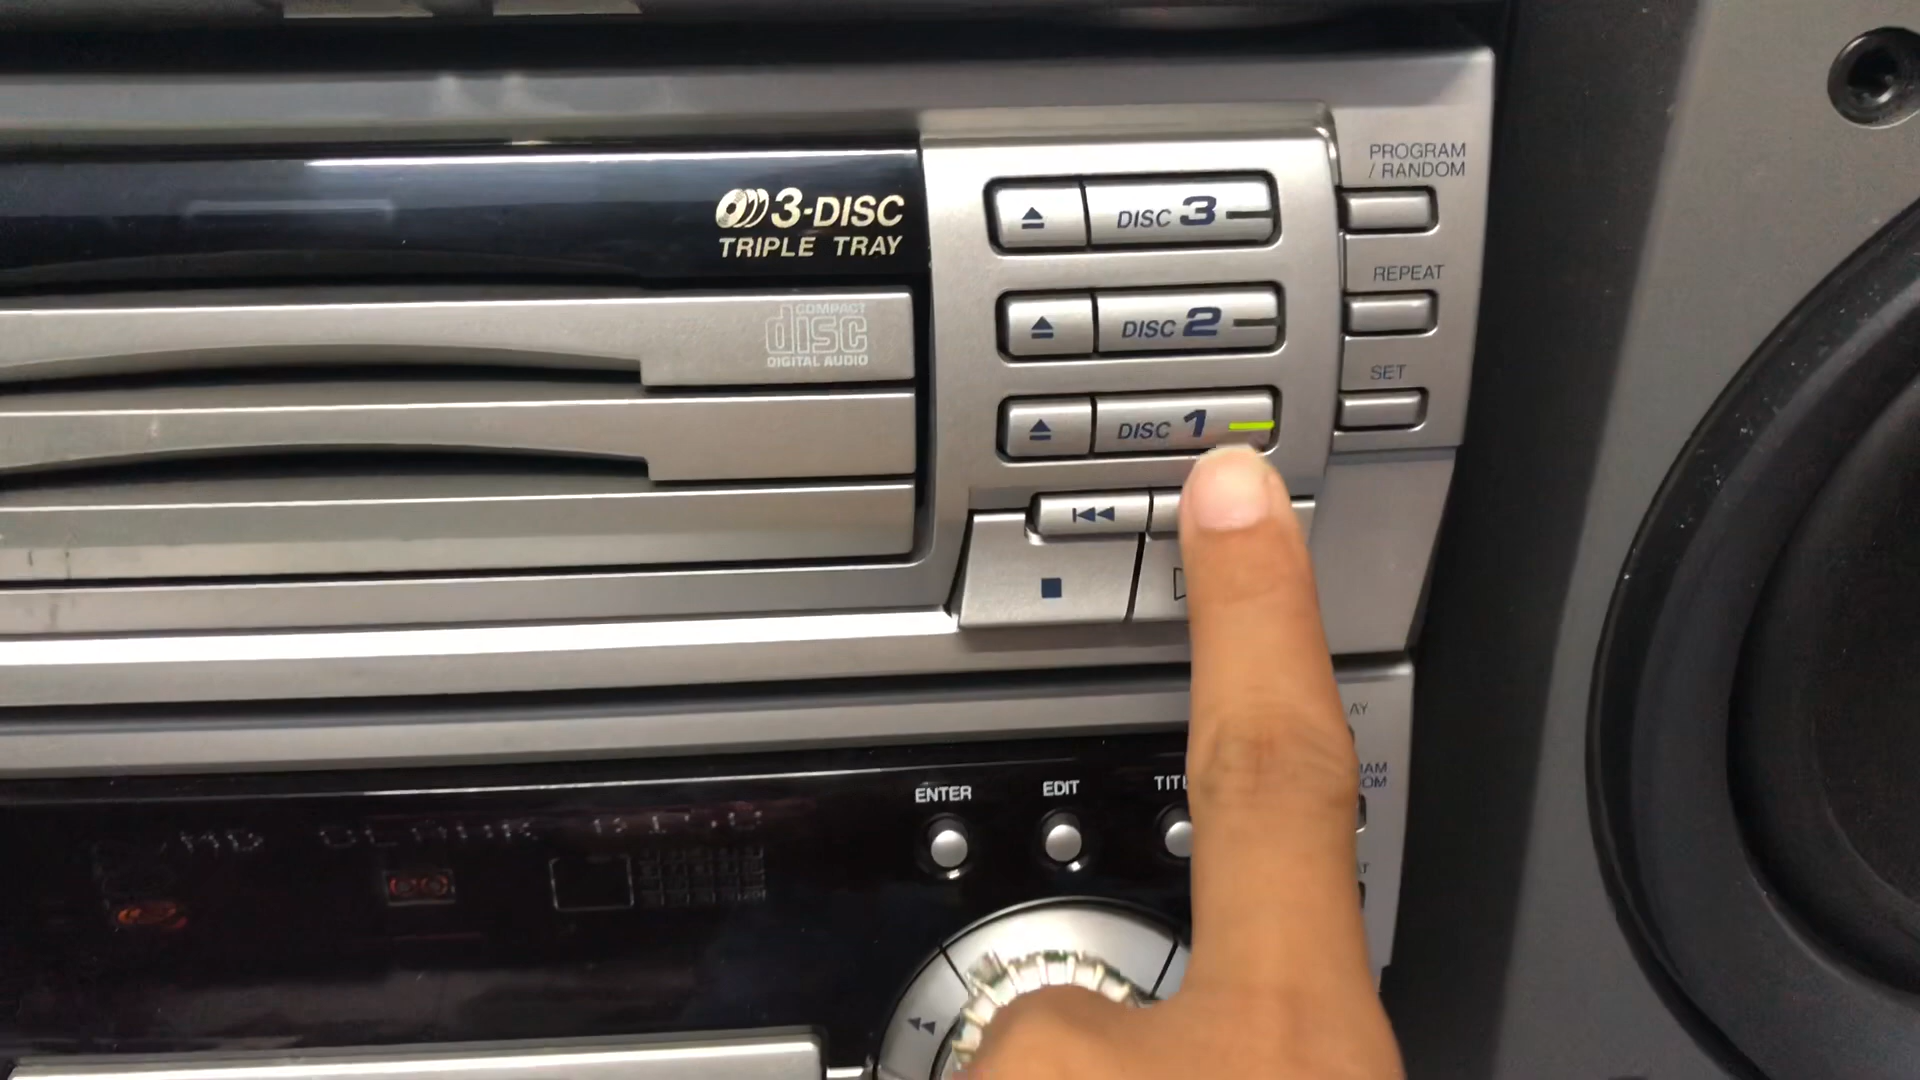 PROGRAM
/ RANDOM
3-DISC
TRIPLE TRAY
DISC 3
REPEAT
COMPACT
disc
DIGITAL AUDIO
DISC 2
SET
DISC 1
ENTER
EDIT
MD